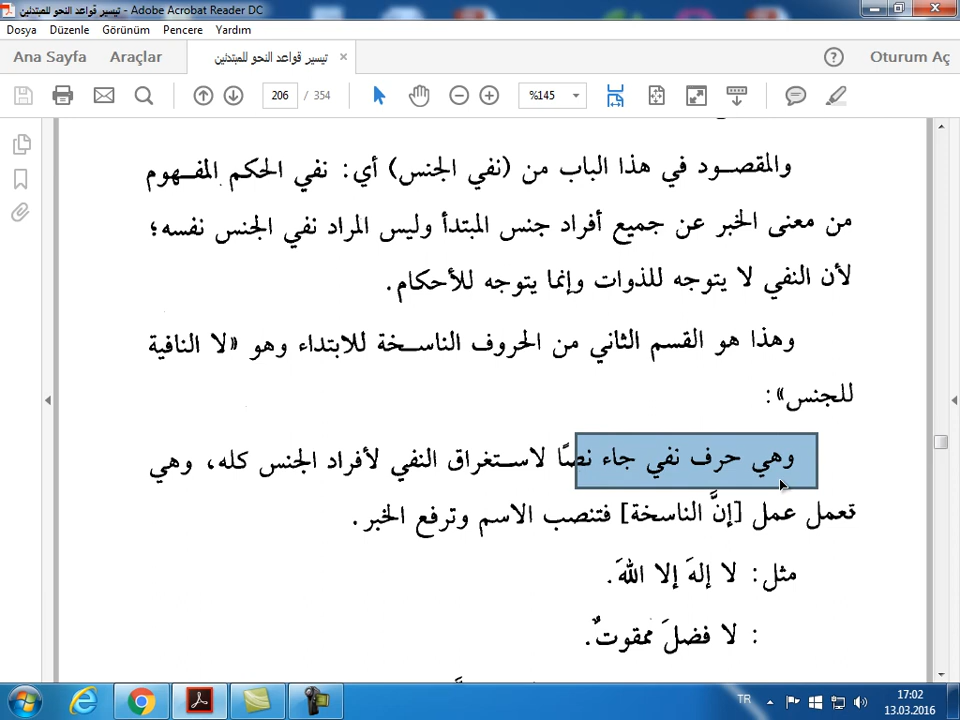 تيسير قواعد النحو للمبتدئين - Adobe Acrobat Reader DC
Dosya Düzenle Görünüm Pencere Yardım
Ana Sayfa Araçlar تيسير قواعد النحو للمبتدئين × ? Oturum Aç
206 / 354 %145
والمقصـود في هذا الباب من (نفي الجنس) أي: نفي الحكم المفـهوم
من معنى الخبر عن جميع أفراد جنس المبتدأ وليس المراد نفي الجنس نفسه؛
لأن النفي لا يتوجه للذوات وإنما يتوجه للأحكام.
وهذا هو القسم الثاني من الحروف الناسـخة للابتداء وهو «لا النافية
للجنس»:
وهي حرف نفي جاء نصًّا لاسـتغراق النفي لأفراد الجنس كله، وهي
تعمل عمل [إنَّ الناسخة] فتنصب الاسم وترفع الخبر.
مثل: لا إلهَ إلا اللهَ.
: لا فضلَ ممقوتٌ.
TR 17:02
13.03.2016